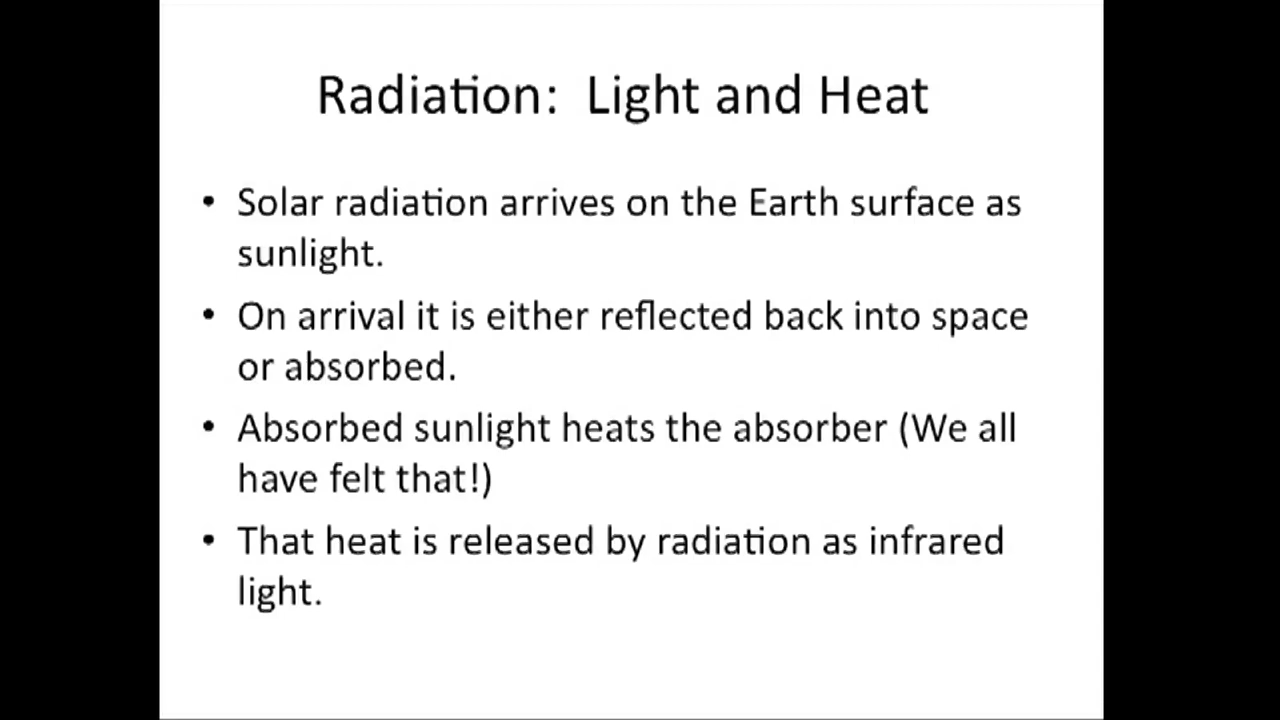 Radiation: Light and Heat
• Solar radiation arrives on the Earth surface as
sunlight.
• On arrival it is either reflected back into space
or absorbed.
• Absorbed sunlight heats the absorber (We all
have felt that!)
• That heat is released by radiation as infrared
light.